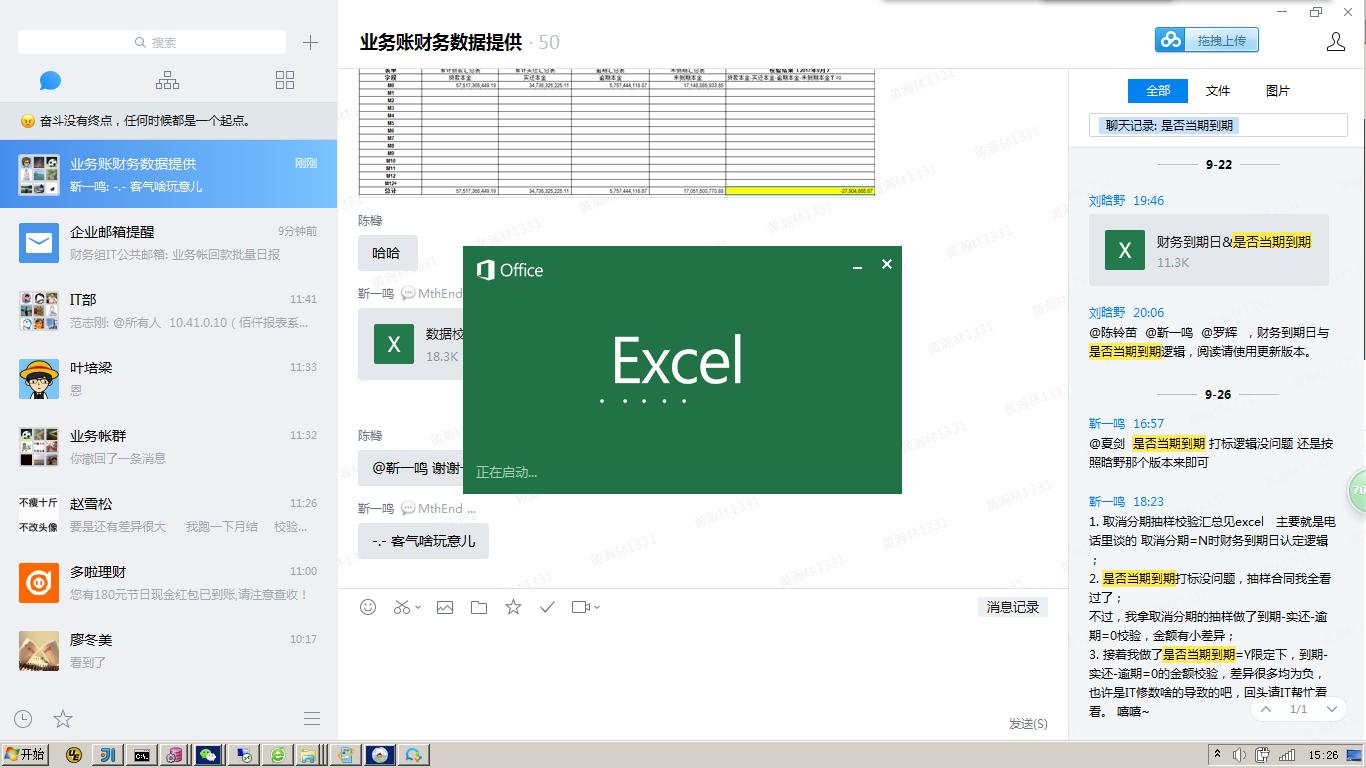 搜索
奋斗没有终点，任何时候都是一个起点。
业务账财务数据提供
刚刚
靳一鸣: -.- 客气啥玩意儿
企业邮箱提醒
9分钟前
财务组IT公共邮箱: 业务帐回款批量日报
IT部
11:41
范志刚: @所有人 10.41.0.10（佰仟报表系...
叶培梁
11:33
恩
业务帐群
11:32
你撤回了一条消息
不瘦十斤
不改头像
赵雪松
11:26
要是还有差异很大 我跑一下月结 校验...
多啦理财
11:00
您有180元节日现金红包已到账,请注意查收！
廖冬美
10:17
看到了
业务账财务数据提供 · 50
拖拽上传
字段
贷款本金
实还本金
逾期本金
未到期本金
贷款本金-实还本金-逾期本金-未到期本金？=0
M0
57,517,365,449.19
34,736,325,225.11
5,757,444,118.87
M1
M2
M3
M4
M5
M6
M7
M8
M9
M10
M11
M12
M12+
总计
57,517,365,449.19
34,736,325,225.11
5,757,444,118.87
17,051,500,770.88
-27,904,665.67
哈哈
靳一鸣 MthEnd
数据校
18.3K
@靳一鸣 谢谢
靳一鸣 MthEnd ...
-.- 客气啥玩意儿
Office
Excel
正在启动...
消息记录
发送(S)
全部
文件
图片
聊天记录: 是否当期到期
9-22
刘晗野 19:46
财务到期日&是否当期到期
11.3K
刘晗野 20:06
@陈铃苗 @靳一鸣 @罗辉 ，财务到期日与
是否当期到期逻辑，阅读请使用更新版本。
9-26
靳一鸣 16:57
@夏剑 是否当期到期 打标逻辑没问题 还是按
照晗野那个版本来即可
靳一鸣 18:23
1. 取消分期抽样校验汇总见excel 主要就是电
话里谈的 取消分期=N时财务到期日认定逻辑
；
2. 是否当期到期打标没问题，抽样合同我全看
过了；
不过，我拿取消分期的抽样做了到期-实还-逾
期=0校验，金额有小差异；
3. 接着我做了是否当期到期=Y限定下，到期-
实还-逾期=0的金额校验，差异很多均为负，
也许是IT修数啥的导致的吧，回头请IT帮忙看
看。 嘻嘻~
1/1
70
开始
15:26
黄瀚林1331